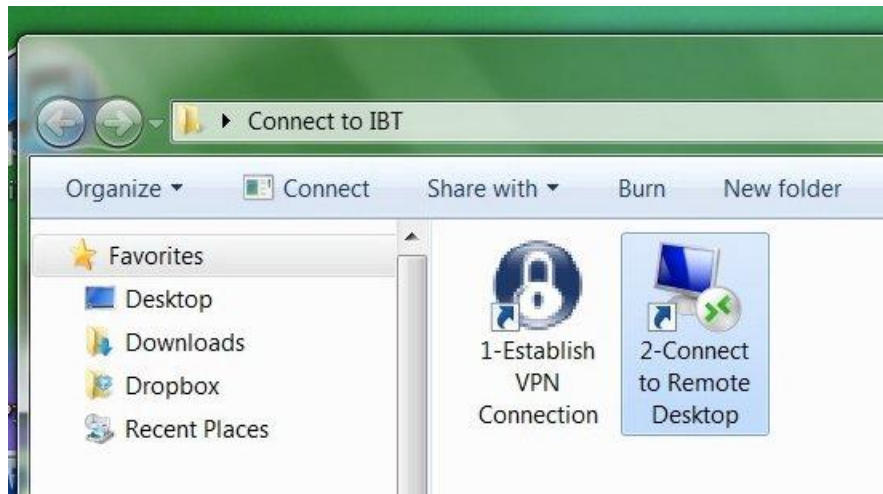 Connect to IBT
Organize
Connect
Share with
Burn
New folder
Favorites
Desktop
Downloads
Dropbox
Recent Places
1-Establish
VPN
Connection
2-Connect
to Remote
Desktop